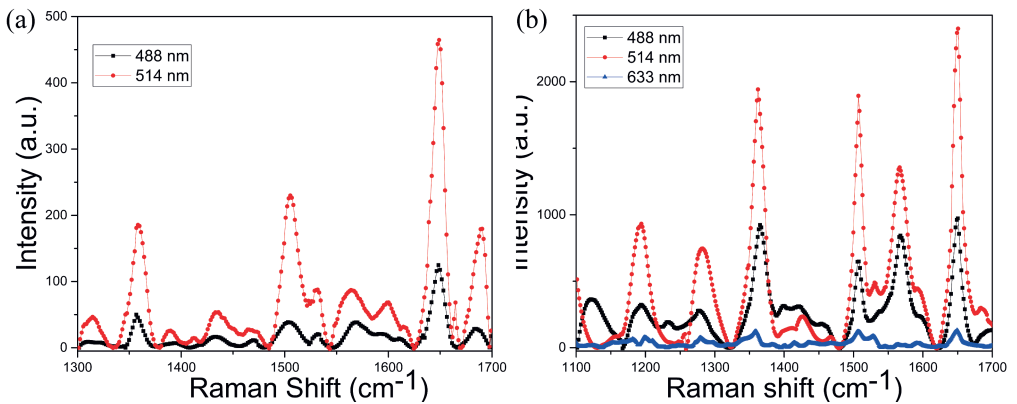 (a)
500
400
300
200
100
0
Intensity (a.u.)
488 nm
514 nm
1300
1400
1500
1600
1700
Raman Shift (cm-1)
(b)
2000
1000
0
Intensity (a.u.)
488 nm
514 nm
633 nm
1100
1200
1300
1400
1500
1600
1700
Raman shift (cm-1)